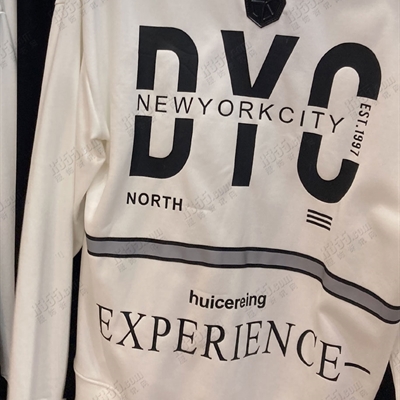 DYC
NEWYORKCITY
EST.1997
NORTH
huicereing
EXPERIENCE—